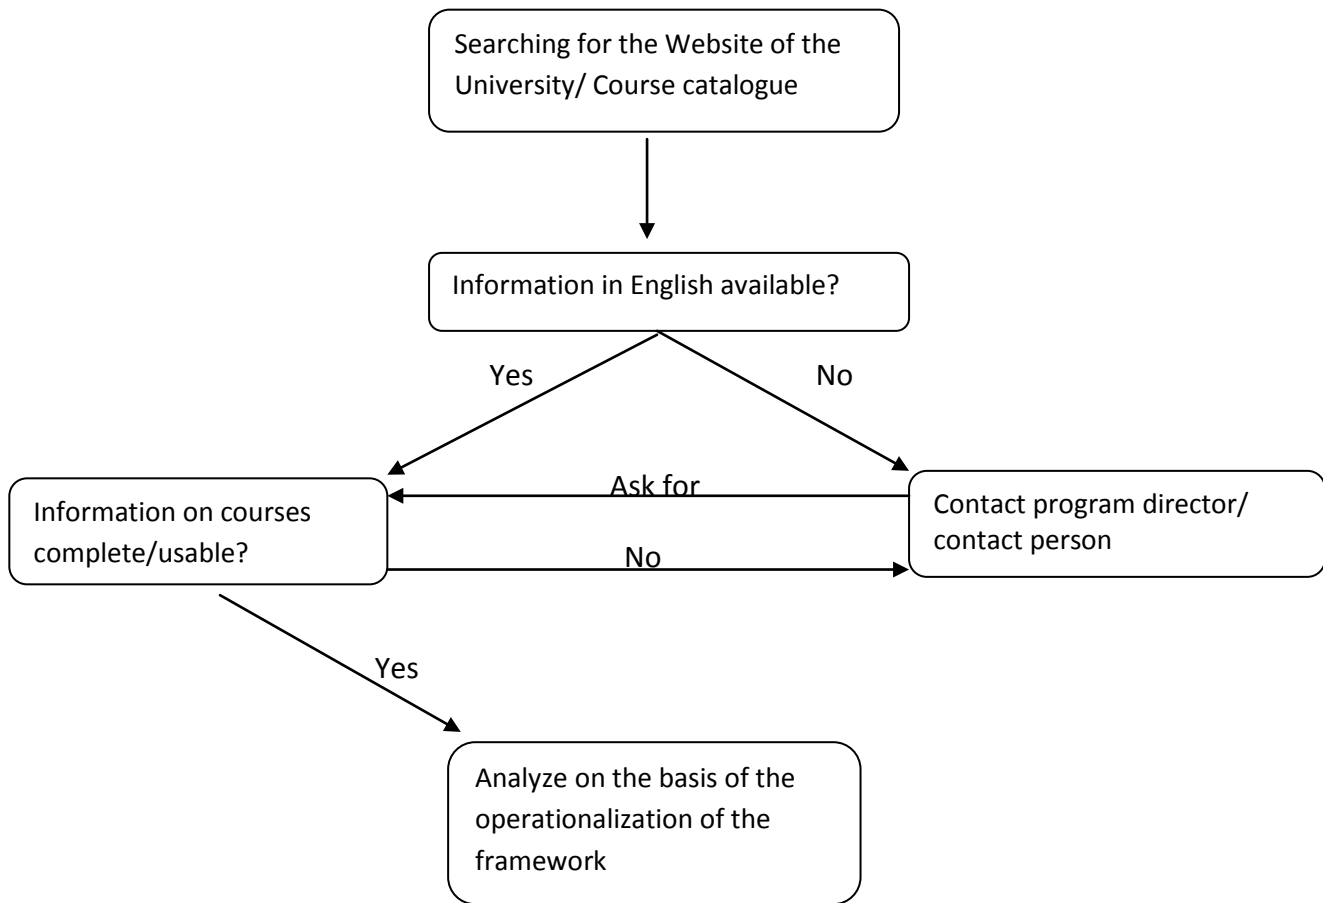 Searching for the Website of the
University/ Course catalogue
Information in English available?
Yes
No
Ask for
Information on courses
complete/usable?
Contact program director/
contact person
No
Yes
Analyze on the basis of the
operationalization of the
framework